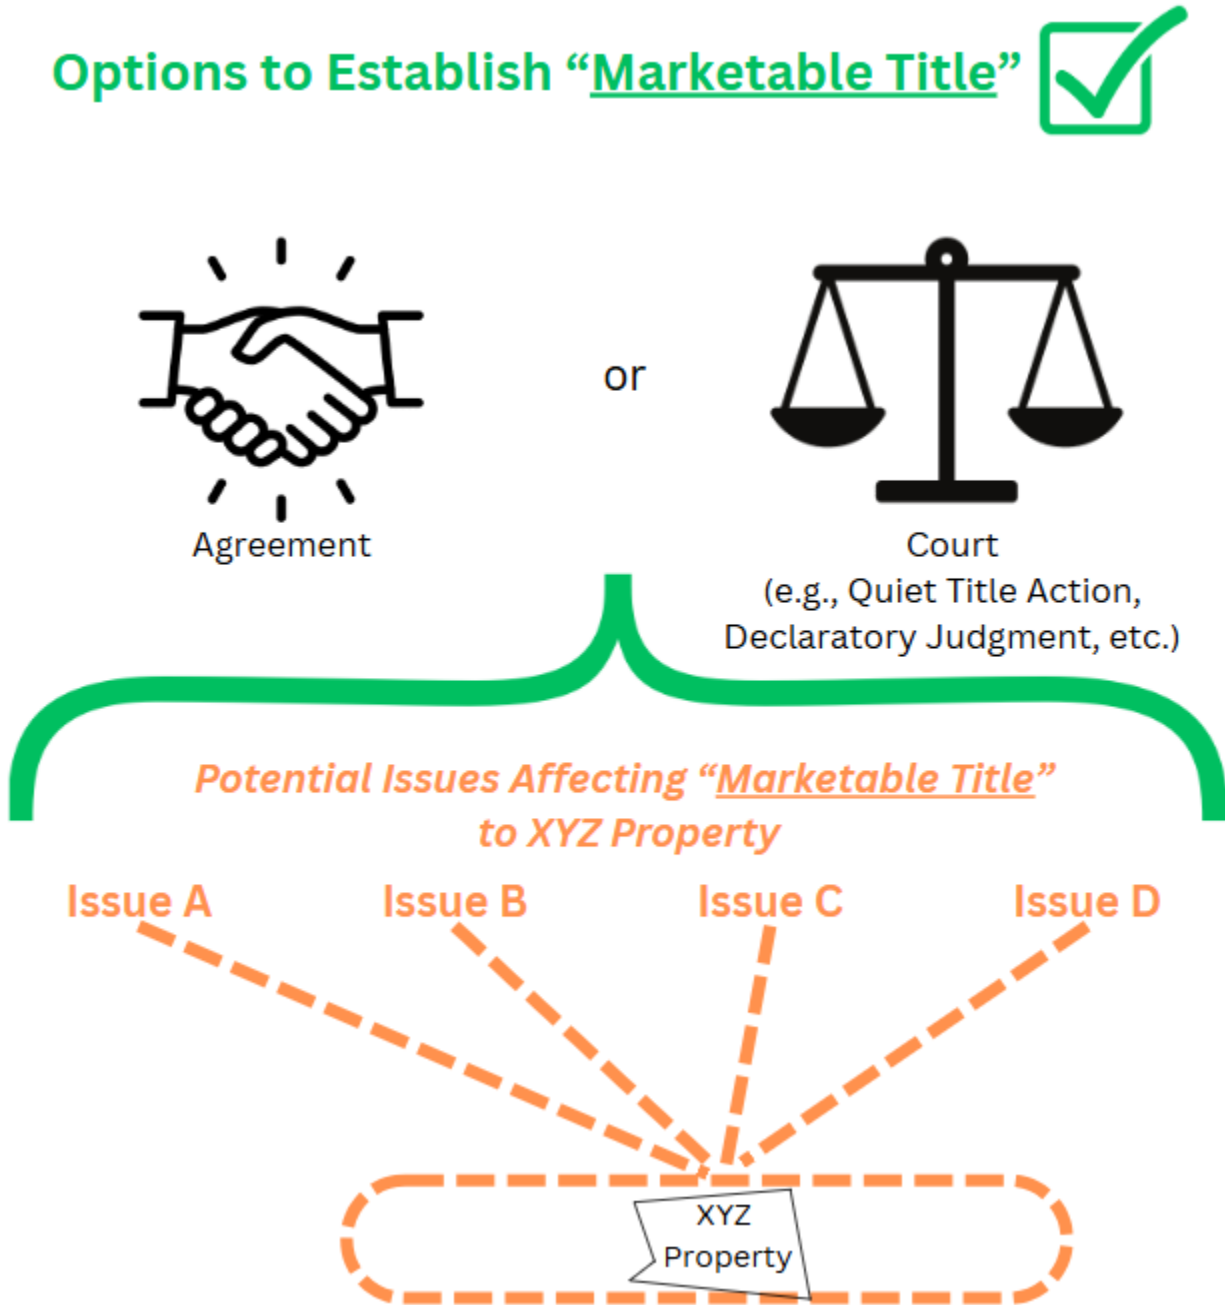 Options to Establish “Marketable Title”
or
Agreement
Court
(e.g., Quiet Title Action,
Declaratory Judgment, etc.)
Potential Issues Affecting “Marketable Title”
to XYZ Property
Issue A
Issue B
Issue C
Issue D
XYZ
Property